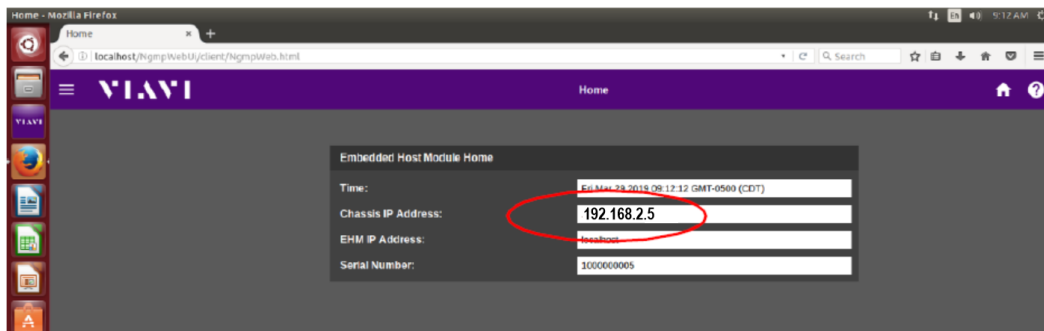 Home - Mozilla Firefox
En
9:12 AM
Home × +
localhost/NgmpWebUi/client/NgmpWeb.html
Search
VIAVI
Home
VIAVI
Embedded Host Module Home
Time: Fri Mar 29 2019 09:12:12 GMT-0500 (CDT)
Chassis IP Address: 192.168.2.5
EHM IP Address: localhost
Serial Number: 1000000005